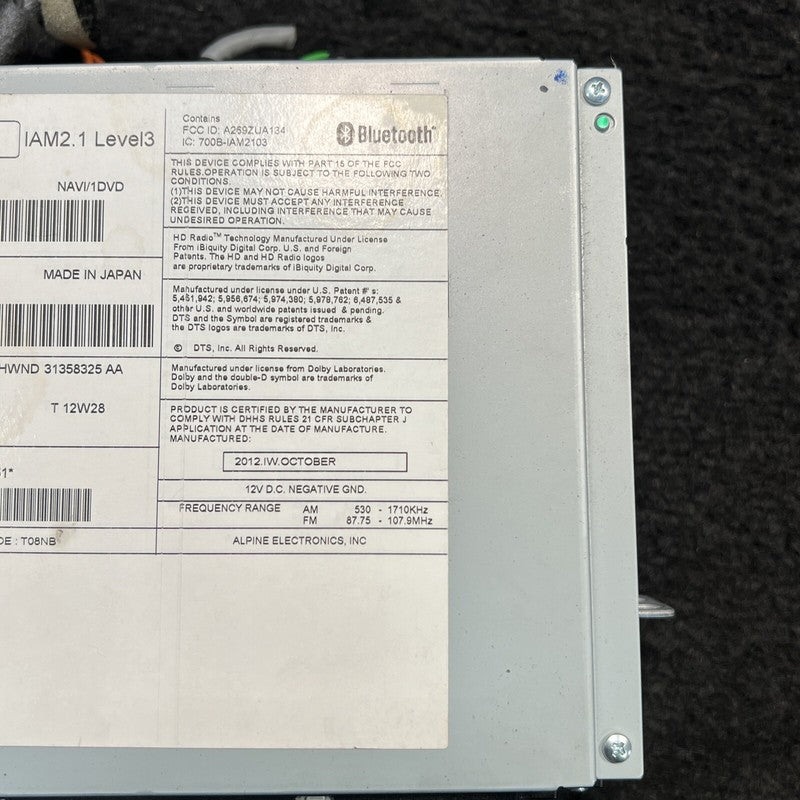 IAM2.1 Level3
NAVI/1DVD
MADE IN JAPAN
HWND 31358325 AA
T 12W28
1*
DE : T08NB
Contains
FCC ID: A269ZUA134
IC: 700B-IAM2103
Bluetooth
THIS DEVICE COMPLIES WITH PART 15 OF THE FCC
RULES.OPERATION IS SUBJECT TO THE FOLLOWING TWO
CONDITIONS.
(1)THIS DEVICE MAY NOT CAUSE HARMFUL INTERFERENCE.
(2)THIS DEVICE MUST ACCEPT ANY INTERFERENCE
RECEIVED, INCLUDING INTERFERENCE THAT MAY CAUSE
UNDESIRED OPERATION.
HD Radio™ Technology Manufactured Under License
From iBiquity Digital Corp. U.S. and Foreign
Patents. The HD and HD Radio logos
are proprietary trademarks of iBiquity Digital Corp.
Manufactured under license under U.S. Patent #' s:
5,451,942; 5,956,674; 5,974,380; 5,978,762; 6,487,535 &
other U.S. and worldwide patents issued & pending.
DTS and the Symbol are registered trademarks &
the DTS logos are trademarks of DTS, Inc.
© DTS, Inc. All Rights Reserved.
Manufactured under license from Dolby Laboratories.
Dolby and the double-D symbol are trademarks of
Dolby Laboratories.
PRODUCT IS CERTIFIED BY THE MANUFACTURER TO
COMPLY WITH DHHS RULES 21 CFR SUBCHAPTER J
APPLICATION AT THE DATE OF MANUFACTURE.
MANUFACTURED:
2012.IW.OCTOBER
12V D.C. NEGATIVE GND.
FREQUENCY RANGE AM 530 - 1710KHz
FM 87.75 - 107.9MHz
ALPINE ELECTRONICS, INC